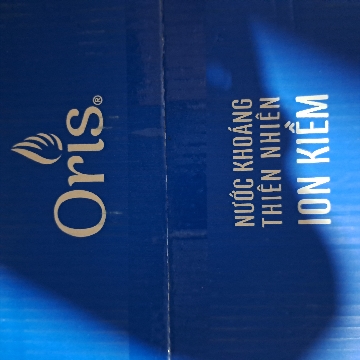 Oris®
NƯỚC KHOÁNG
THIÊN NHIÊN
ION KIỀM